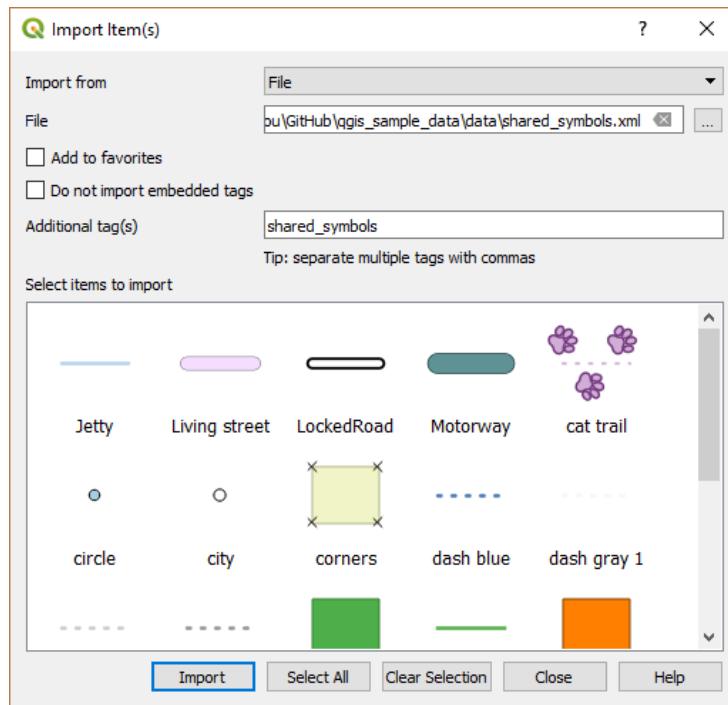 Import Item(s)
?
Import from
File
File
ou\GitHub\qgis_sample_data\data\shared_symbols.xml
...
Add to favorites
Do not import embedded tags
Additional tag(s)
shared_symbols
Tip: separate multiple tags with commas
Select items to import
Jetty
Living street
LockedRoad
Motorway
cat trail
circle
city
corners
dash blue
dash gray 1
Import
Select All
Clear Selection
Close
Help